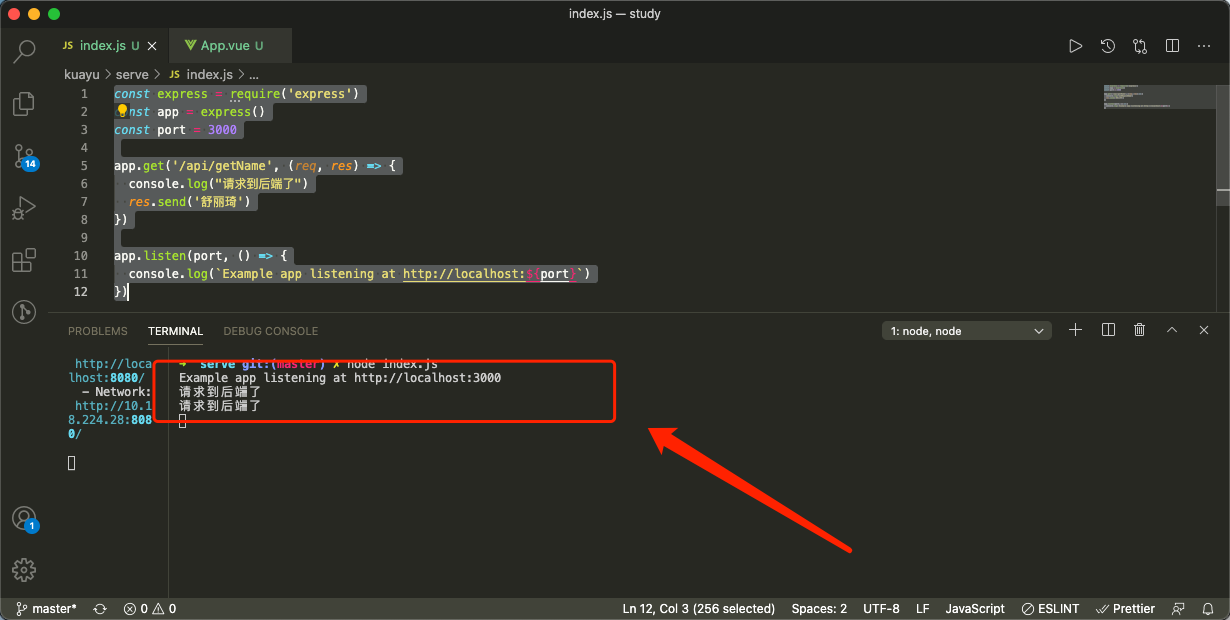 index.js — study
JS index.js U
App.vue U
kuayu > serve > JS index.js > ...
1 const express = require('express')
2 const app = express()
3 const port = 3000
4
5 app.get('/api/getName', (req, res) => {
6 console.log("请求到后端了")
7 res.send('舒丽琦')
8 })
9
10 app.listen(port, () => {
11 console.log(`Example app listening at http://localhost:${port}`)
12 })
14
PROBLEMS TERMINAL DEBUG CONSOLE
1: node, node
http://loca
lhost:8080/
- Network:
http://10.1
8.224.28:808
0/
→ serve git:(master) ✗ node index.js
Example app listening at http://localhost:3000
请求到后端了
请求到后端了
1
master* 0 0 Ln 12, Col 3 (256 selected) Spaces: 2 UTF-8 LF JavaScript ESLINT Prettier